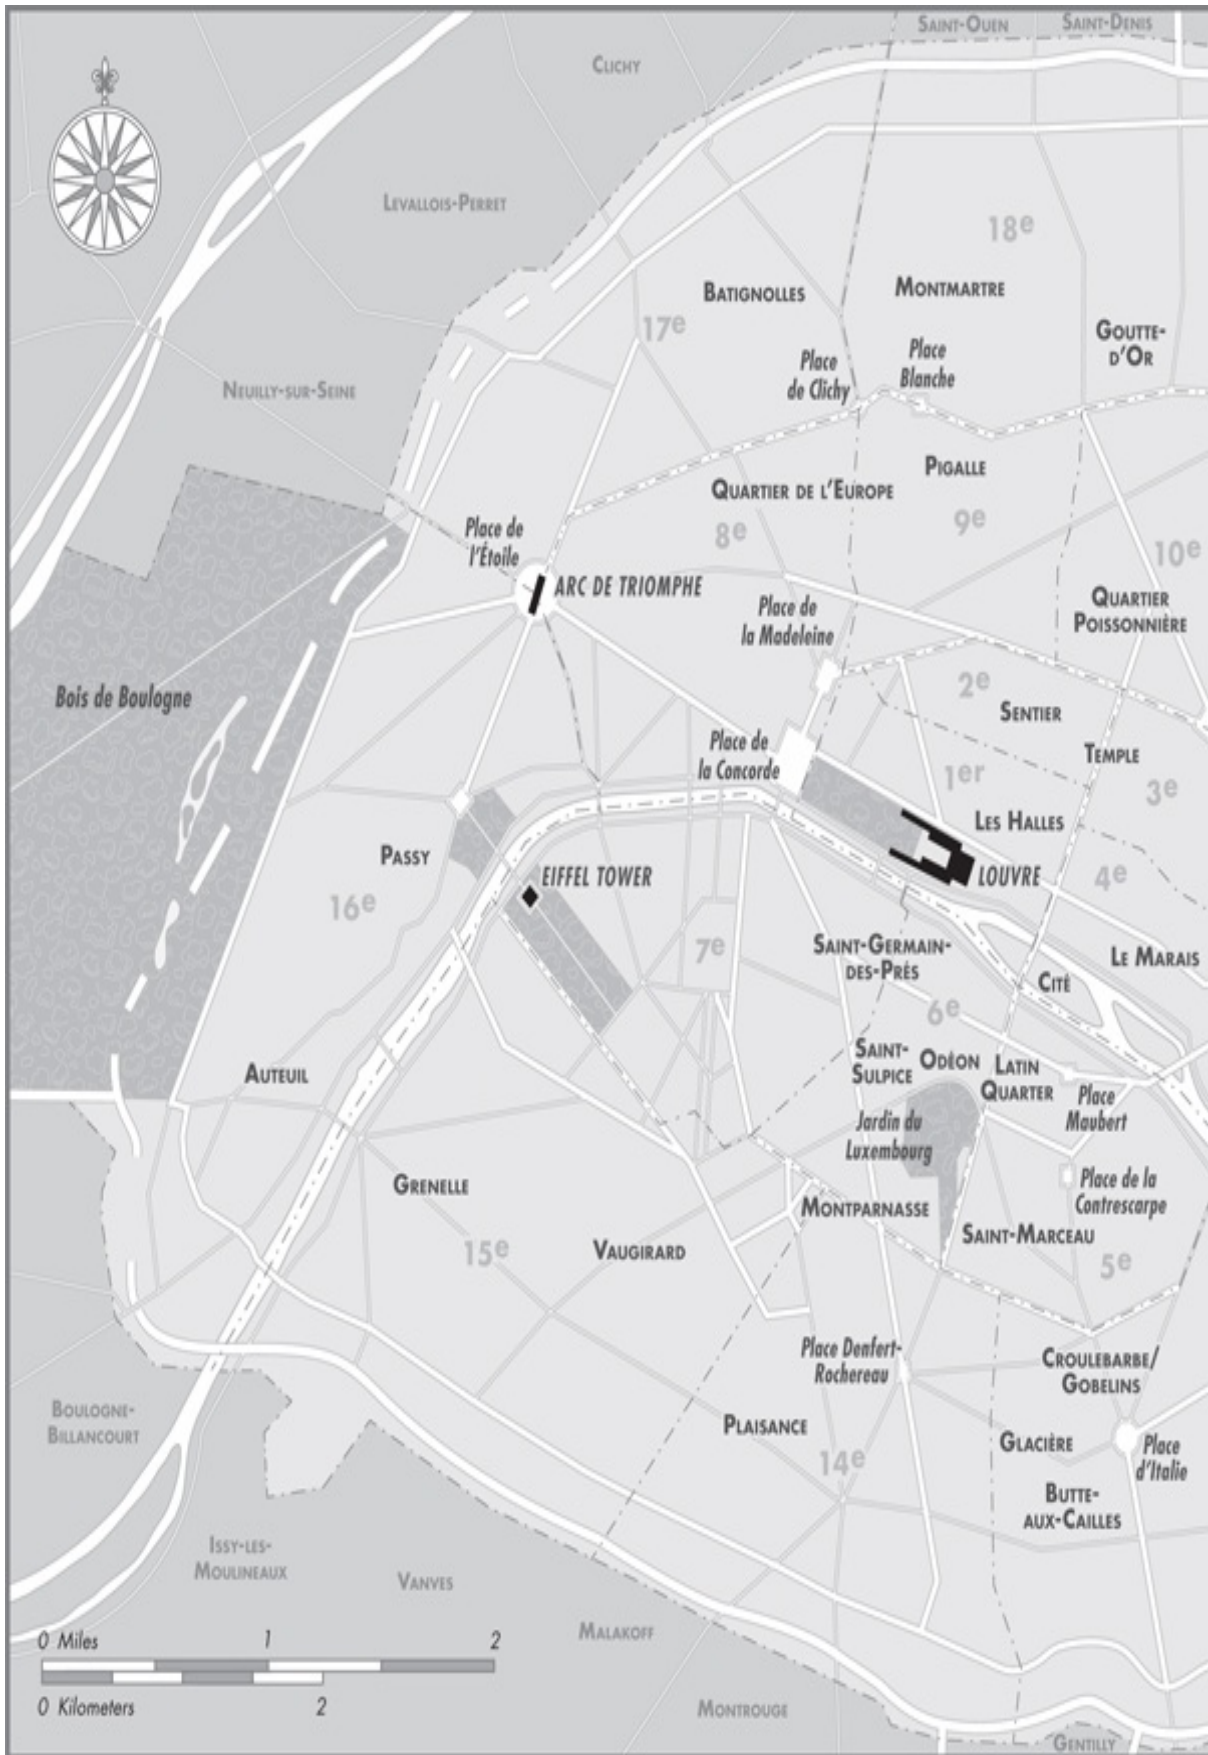 SAINT-OUEN
SAINT-DENIS
CLICHY
LEVALLOIS-PERRET
18e
BATIGNOLLES
MONTMARTRE
17e
GOUTTE-
D'OR
Place
de Clichy
Place
Blanche
NEUILLY-SUR-SEINE
PIGALLE
QUARTIER DE L'EUROPE
8e
9e
10e
Place de
l'Étoile
ARC DE TRIOMPHE
Place de
la Madeleine
QUARTIER
POISSONNIÈRE
Bois de Boulogne
2e
SENTIER
Place de
la Concorde
TEMPLE
1er
3e
LES HALLES
PASSY
EIFFEL TOWER
LOUVRE
4e
16e
7e
SAINT-GERMAIN-
DES-PRÉS
LE MARAIS
CITÉ
6e
AUTEUIL
SAINT-
SULPICE
ODÉON
LATIN
QUARTER
Place
Maubert
Jardin du
Luxembourg
GRENELLE
Place de la
Contrescarpe
MONTPARNASSE
SAINT-MARCEAU
15e
VAUGIRARD
5e
Place Denfert-
Rochereau
CROULEBARBE/
GOBELINS
BOULOGNE-
BILLANCOURT
PLAISANCE
GLACIÈRE
Place
d'Italie
14e
BUTTE-
AUX-CAILLES
ISSY-LES-
MOULINEAUX
VANVES
MALAKOFF
0 Miles 1 2
0 Kilometers 2
MONTROUGE
GENTILLY